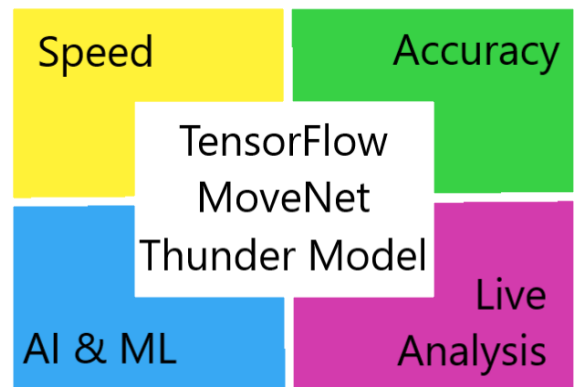 Speed
Accuracy
TensorFlow
MoveNet
Thunder Model
AI & ML
Live
Analysis